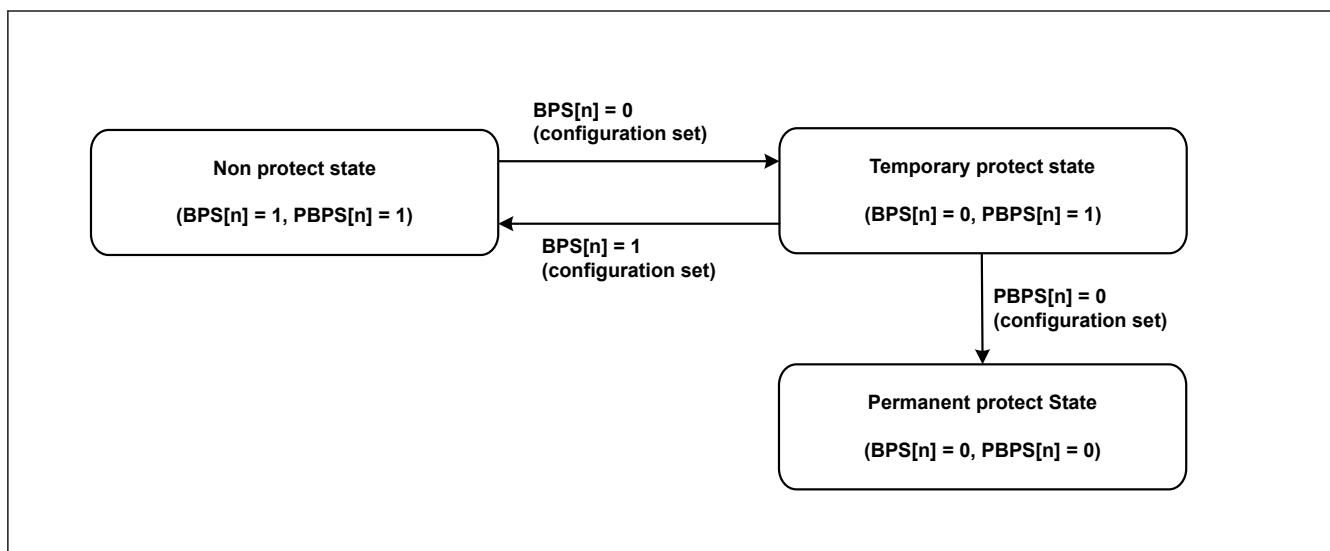 BPS[n] = 0
(configuration set)
Non protect state
(BPS[n] = 1, PBPS[n] = 1)
Temporary protect state
(BPS[n] = 0, PBPS[n] = 1)
BPS[n] = 1
(configuration set)
PBPS[n] = 0
(configuration set)
Permanent protect State
(BPS[n] = 0, PBPS[n] = 0)